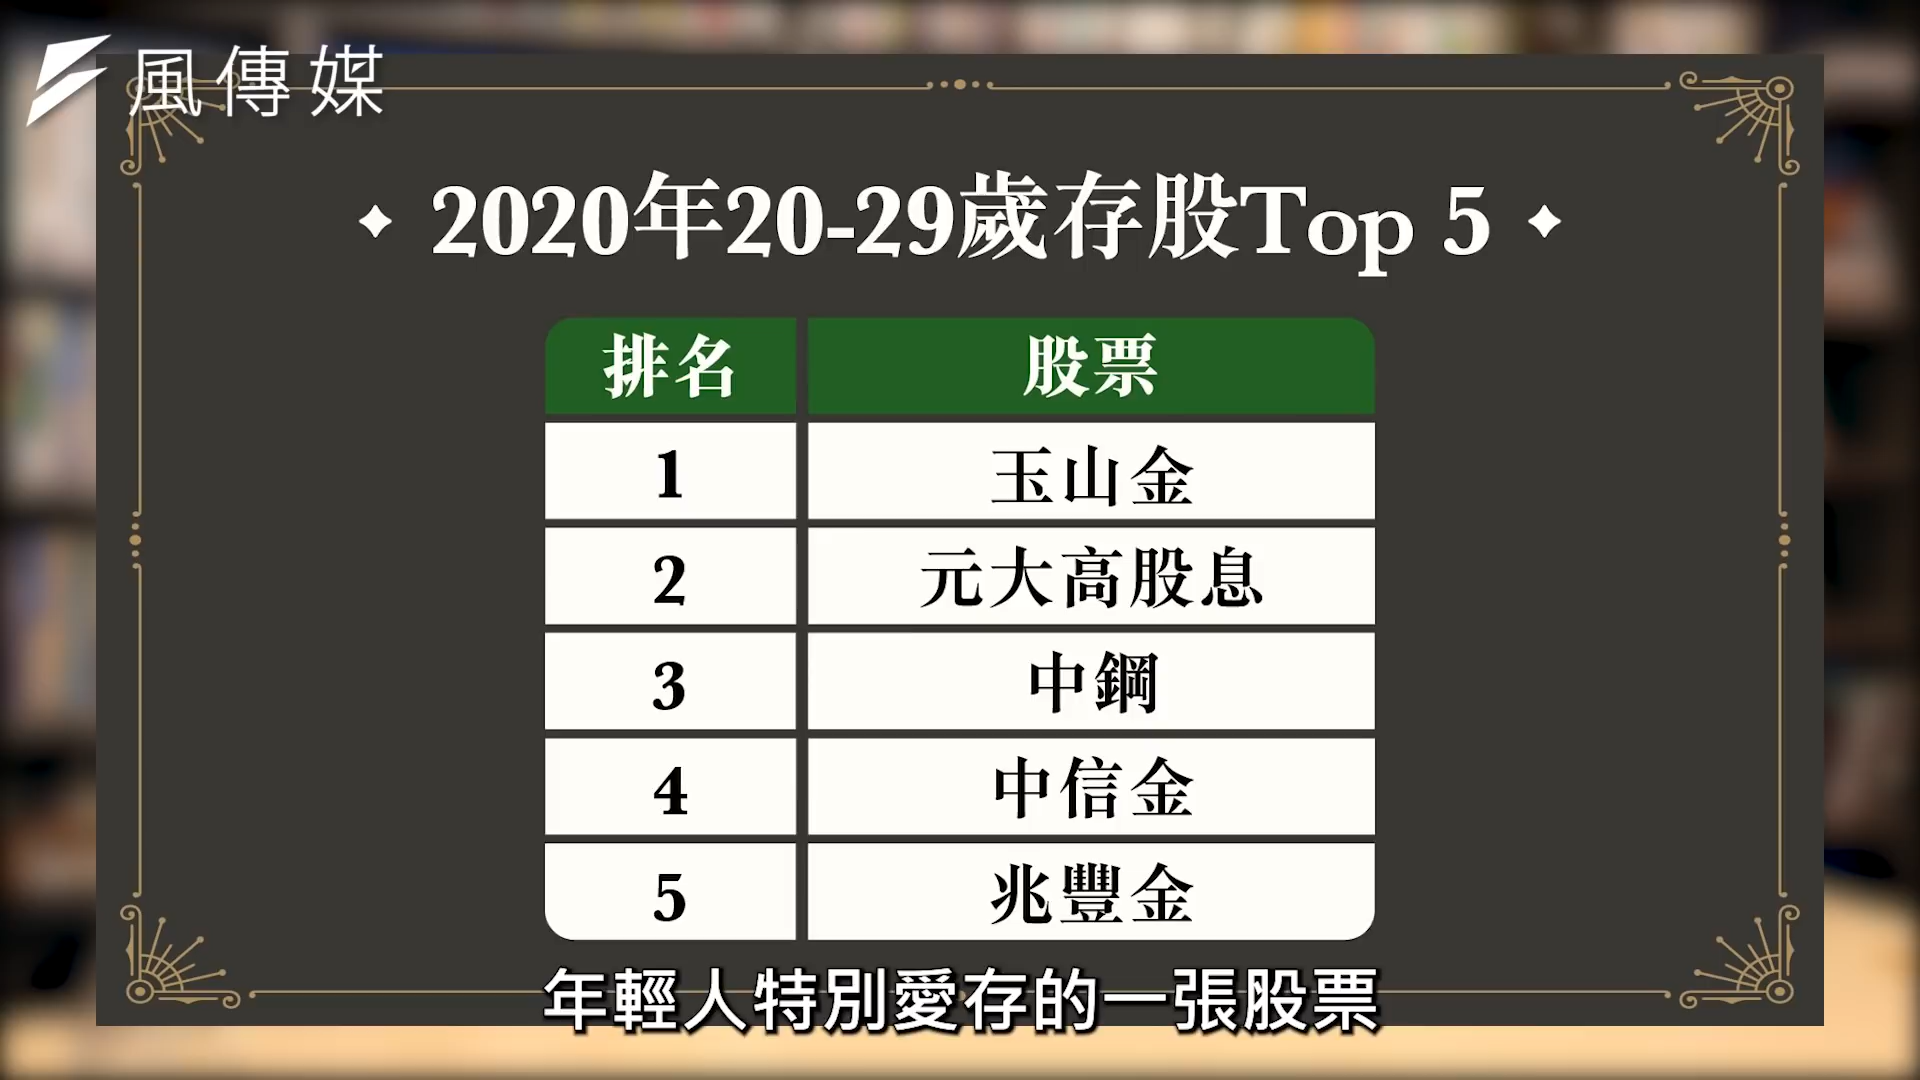 風傳媒
2020年20-29歲存股Top 5
排名 股票
1 玉山金
2 元大高股息
3 中鋼
4 中信金
5 兆豐金
年輕人特別愛存的一張股票